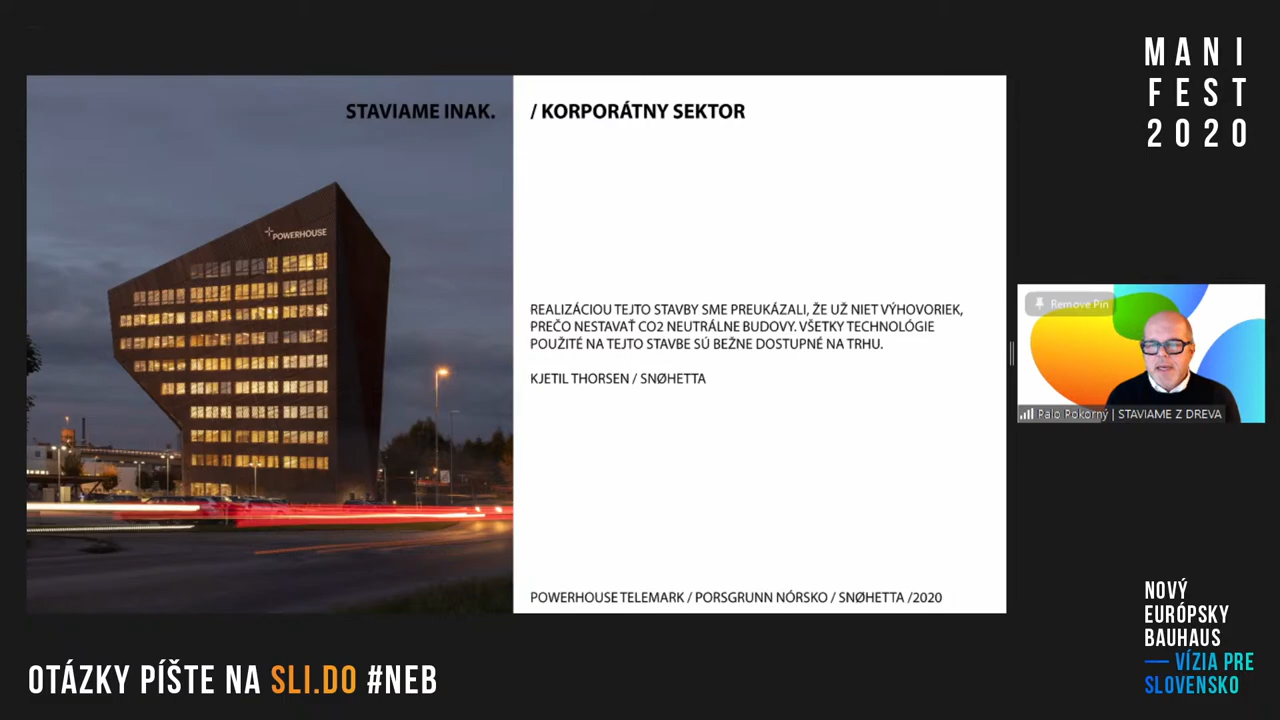 MANI
FEST
2020
STAVIAME INAK.
/ KORPORÁTNY SEKTOR
POWERHOUSE
REALIZÁCIOU TEJTO STAVBY SME PREUKÁZALI, ŽE UŽ NIET VÝHOVORIEK,
PREČO NESTAVAŤ CO2 NEUTRÁLNE BUDOVY. VŠETKY TECHNOLÓGIE
POUŽITÉ NA TEJTO STAVBE SÚ BEŽNE DOSTUPNÉ NA TRHU.
KJETIL THORSEN / SNØHETTA
POWERHOUSE TELEMARK / PORSGRUNN NÓRSKO / SNØHETTA /2020
Remove Pin
Palo Pokorný | STAVIAME Z DREVA
NOVÝ
EURÓPSKY
BAUHAUS
— VÍZIA PRE
SLOVENSKO
OTÁZKY PÍŠTE NA SLI.DO #NEB